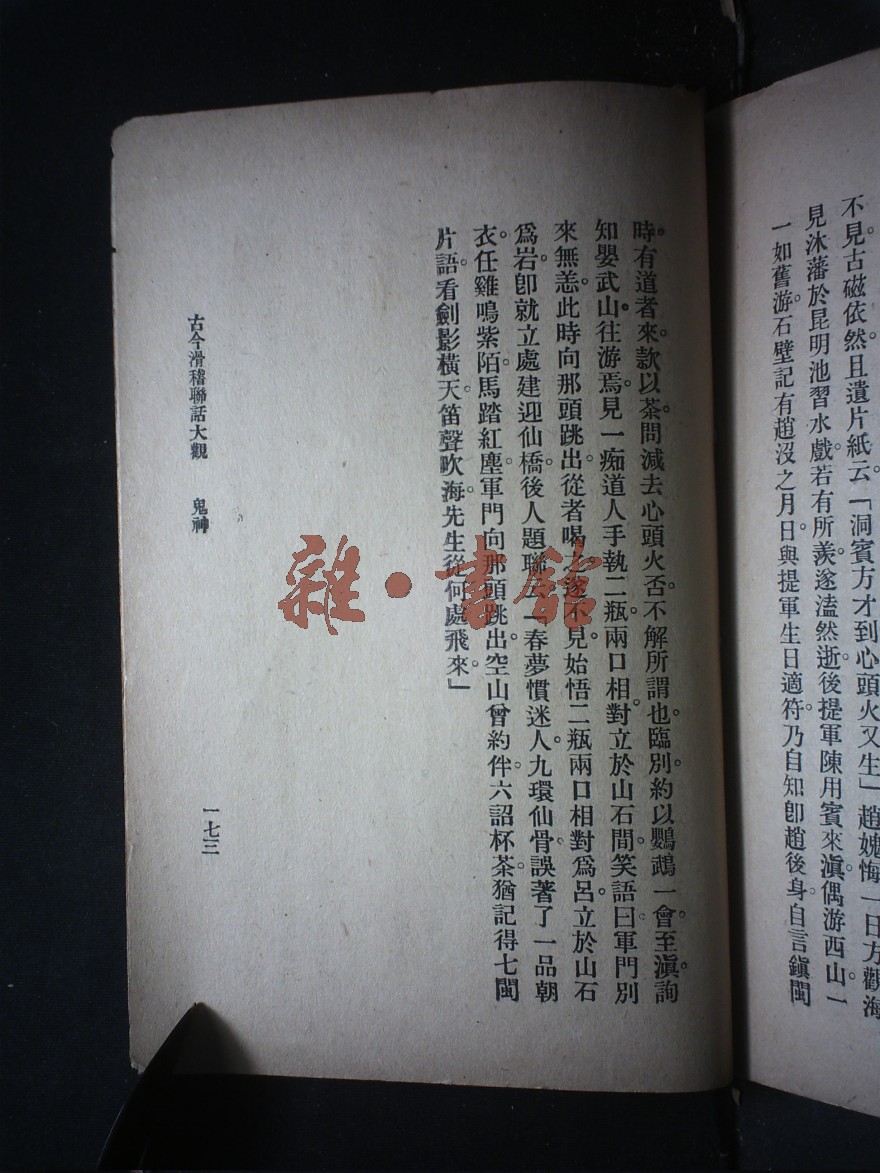 不見。古磁依然。且遺片紙云。「洞賓方才到心頭火又生」趙媿悔。一日方觀海
見沐藩於昆明池習水戲。若有所羨。遂溘然逝。後提軍陳用賓來滇。偶游西山。一
一如舊游。石壁記有趙沒之月日。與提軍生日適符。乃自知卽趙後身。自言鎭閩
時。有道者來。款以茶。問減去心頭火否。不解所謂也。臨別。約以鸚鵡一會。至滇。詢
知嬰武山。往游焉。見一痴道人。手執二瓶。兩口相對。立於山石間。笑語曰。軍門別
來無恙。此時向那頭跳出。從者喝之。遂不見。始悟二瓶兩口相對爲呂。立於山石
爲岩。卽就立處建迎仙橋。後人題聯云。「春夢慣迷人。九環仙骨。誤著了一品朝
衣。任雞鳴紫陌。馬踏紅塵。軍門向那頭跳出。空山曾約伴。六詔杯茶。猶記得七閩
片語。看劍影橫天。笛聲吹海。先生從何處飛來。」
古今滑稽聯話大觀　鬼神
一七三
雜·書館